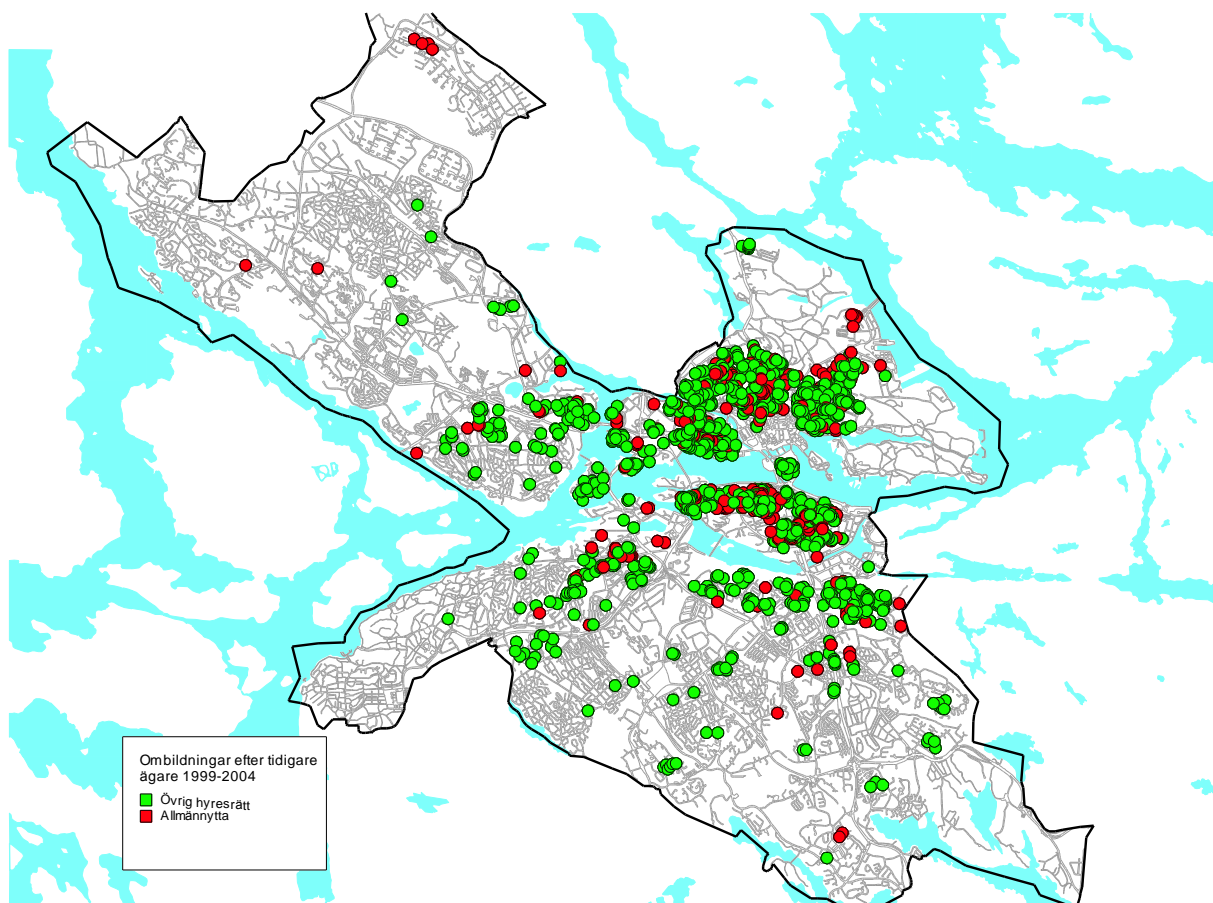 Ombildningar efter tidigare
ägare 1999-2004
Övrig hyresrätt
Allmännytta